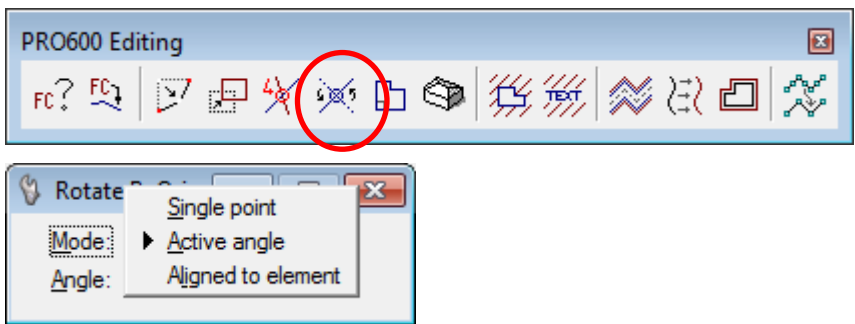 PRO600 Editing
FC? FC
TEXT
Rotate
Single point
Mode: Active angle
Angle: Aligned to element